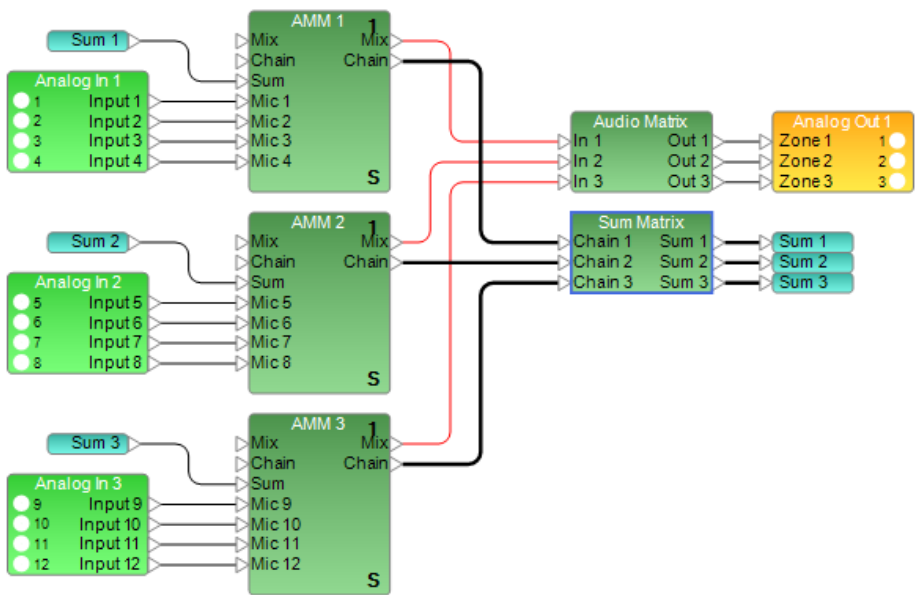 Sum 1
Analog In 1
1 Input 1
2 Input 2
3 Input 3
4 Input 4
AMM 1
1
Mix Mix
Chain Chain
Sum
Mic 1
Mic 2
Mic 3
Mic 4
S
Sum 2
Analog In 2
5 Input 5
6 Input 6
7 Input 7
8 Input 8
AMM 2
1
Mix Mix
Chain Chain
Sum
Mic 5
Mic 6
Mic 7
Mic 8
S
Sum 3
Analog In 3
9 Input 9
10 Input 10
11 Input 11
12 Input 12
AMM 3
1
Mix Mix
Chain Chain
Sum
Mic 9
Mic 10
Mic 11
Mic 12
S
Audio Matrix
In 1 Out 1
In 2 Out 2
In 3 Out 3
Analog Out 1
Zone 1 1
Zone 2 2
Zone 3 3
Sum Matrix
Chain 1 Sum 1
Chain 2 Sum 2
Chain 3 Sum 3
Sum 1
Sum 2
Sum 3